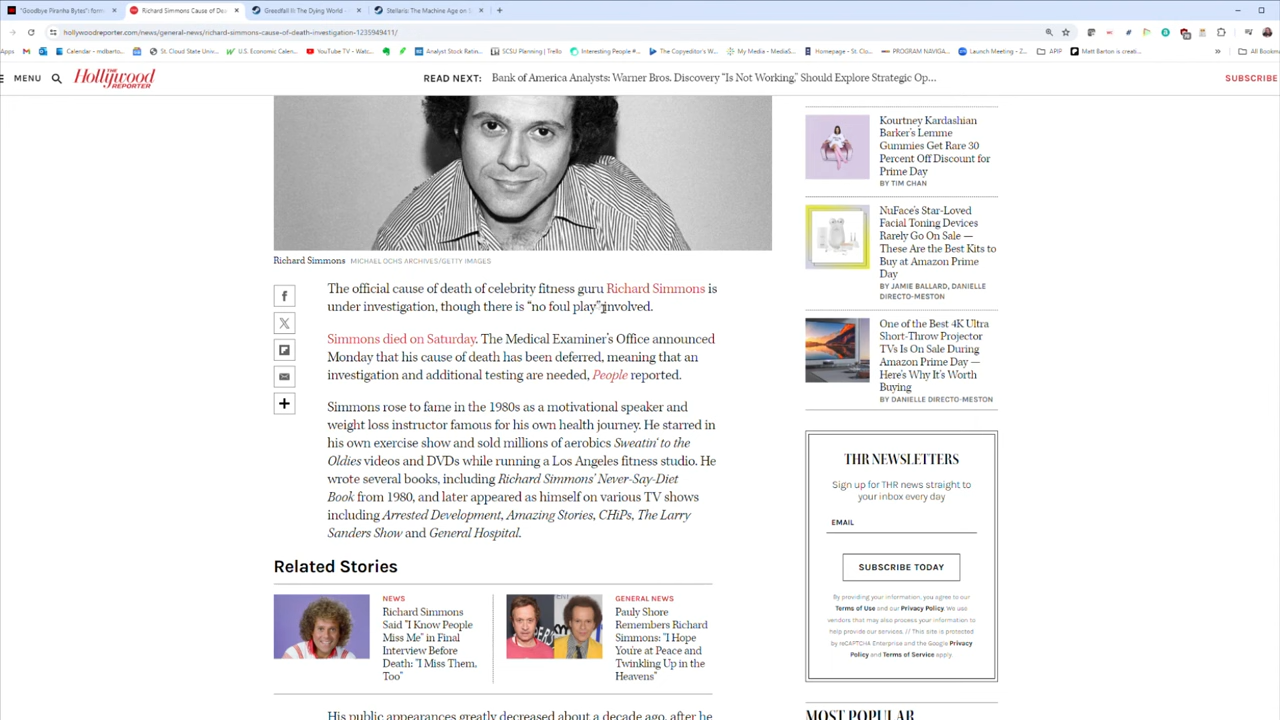 "Goodbye Piranha Bytes": form
Richard Simmons Cause of Dea
Greedfall II: The Dying World
Stellaris: The Machine Age on S
hollywoodreporter.com/news/general-news/richard-simmons-cause-of-death-investigation-1235949411/
Apps
Calendar - mdbarto...
St. Cloud State Univ...
U.S. Economic Calen...
YouTube TV - Watc...
Analyst Stock Ratin...
SCSU Planning | Trello
Interesting People #...
The Copyeditor's W...
My Media - MediaS...
Homepage - St. Clo...
PROGRAM NAVIGA...
Launch Meeting - Z...
APIP
Matt Barton is creati...
All Bookm
MENU
THE Hollywood REPORTER
READ NEXT: Bank of America Analysts: Warner Bros. Discovery "Is Not Working," Should Explore Strategic Op...
SUBSCRIBE
Richard Simmons MICHAEL OCHS ARCHIVES/GETTY IMAGES
The official cause of death of celebrity fitness guru Richard Simmons is
under investigation, though there is “no foul play” involved.
Simmons died on Saturday. The Medical Examiner's Office announced
Monday that his cause of death has been deferred, meaning that an
investigation and additional testing are needed, People reported.
Simmons rose to fame in the 1980s as a motivational speaker and
weight loss instructor famous for his own health journey. He starred in
his own exercise show and sold millions of aerobics Sweatin' to the
Oldies videos and DVDs while running a Los Angeles fitness studio. He
wrote several books, including Richard Simmons' Never-Say-Diet
Book from 1980, and later appeared as himself on various TV shows
including Arrested Development, Amazing Stories, CHiPs, The Larry
Sanders Show and General Hospital.
Related Stories
NEWS
Richard Simmons
Said "I Know People
Miss Me" in Final
Interview Before
Death: "I Miss Them,
Too"
GENERAL NEWS
Pauly Shore
Remembers Richard
Simmons: "I Hope
You're at Peace and
Twinkling Up in the
Heavens"
His public appearances greatly decreased about a decade ago, after he
Kourtney Kardashian
Barker's Lemme
Gummies Get Rare 30
Percent Off Discount for
Prime Day
BY TIM CHAN
NuFace's Star-Loved
Facial Toning Devices
Rarely Go On Sale —
These Are the Best Kits to
Buy at Amazon Prime
Day
BY JAMIE BALLARD, DANIELLE
DIRECTO-MESTON
One of the Best 4K Ultra
Short-Throw Projector
TVs Is On Sale During
Amazon Prime Day —
Here's Why It's Worth
Buying
BY DANIELLE DIRECTO-MESTON
THR NEWSLETTERS
Sign up for THR news straight to
your inbox every day
EMAIL
SUBSCRIBE TODAY
By providing your information, you agree to our
Terms of Use and our Privacy Policy. We use
vendors that may also process your information to
help provide our services. // This site is protected
by reCAPTCHA Enterprise and the Google Privacy
Policy and Terms of Service apply.
MOST POPULAR